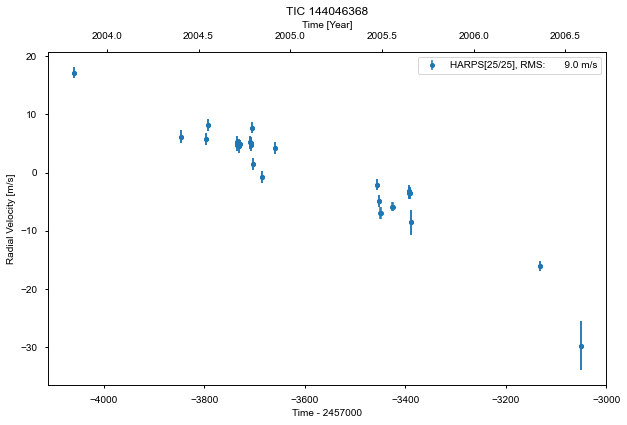 TIC 144046368
Time [Year]
2004.0 2004.5 2005.0 2005.5 2006.0 2006.5
HARPS[25/25], RMS: 9.0 m/s
20
10
0
−10
−20
−30
Radial Velocity [m/s]
−4000 −3800 −3600 −3400 −3200 −3000
Time - 2457000